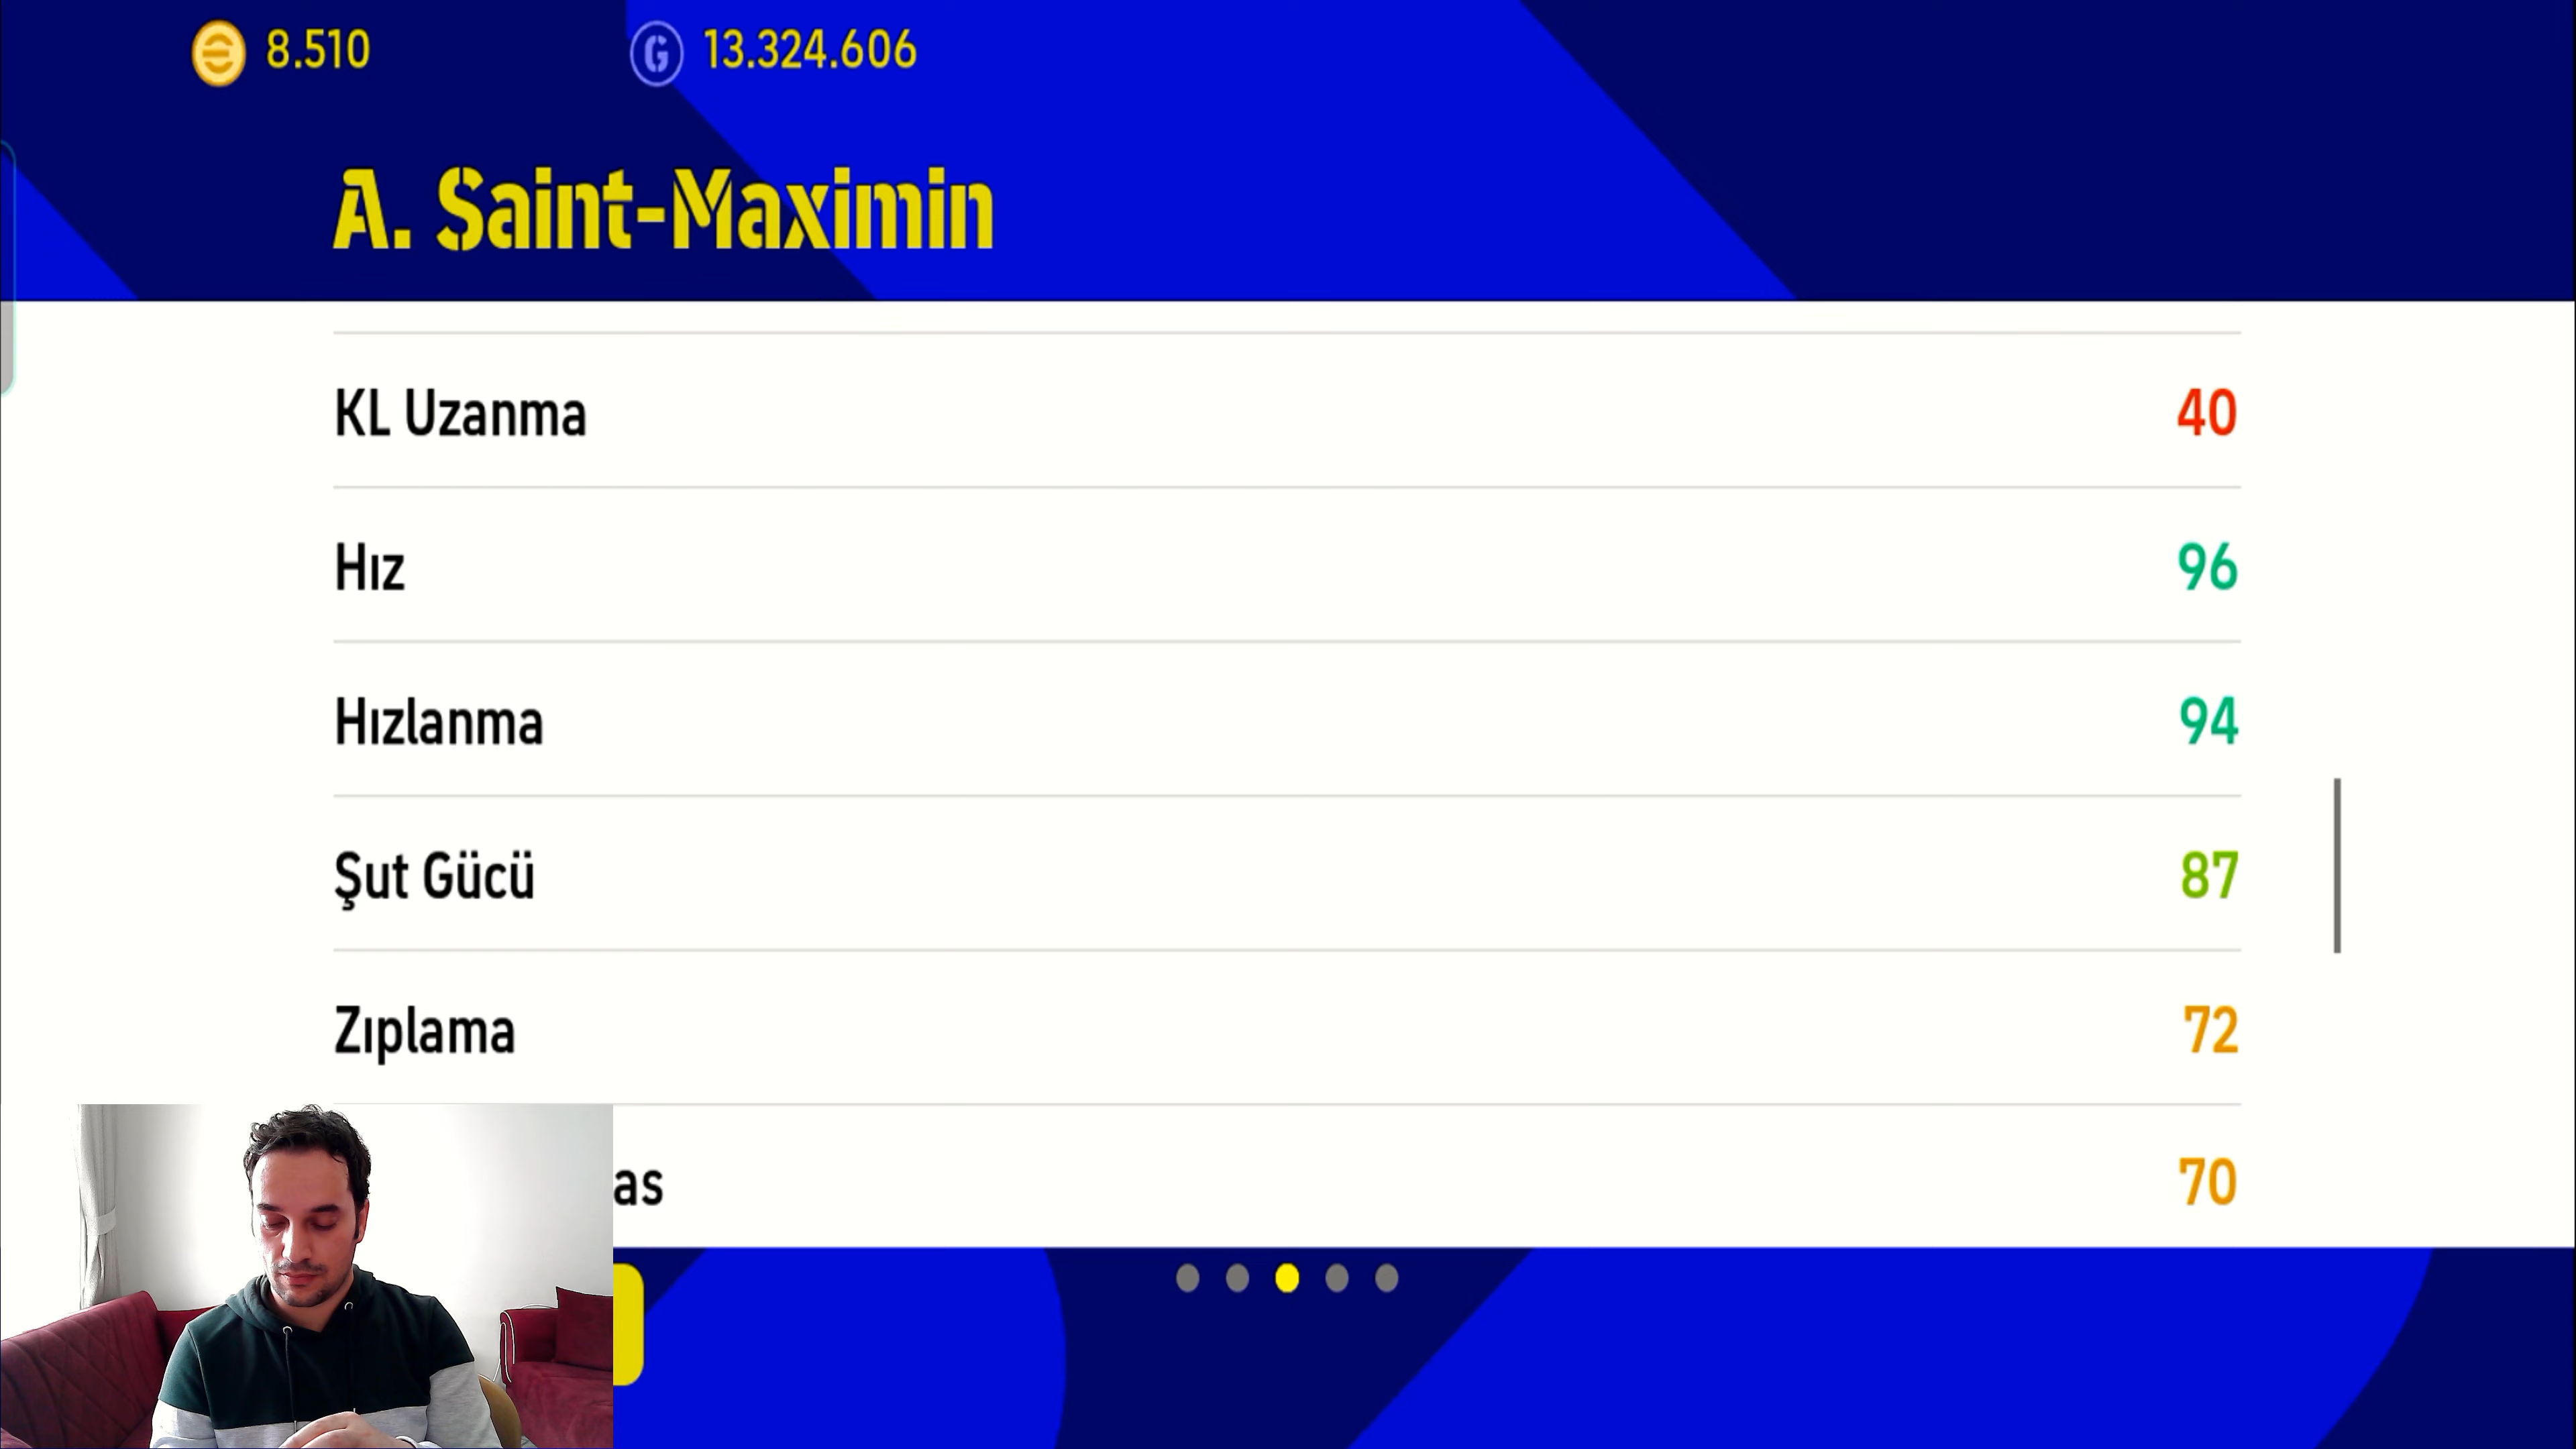 8.510
13.324.606
A. Saint-Maximin
KL Uzanma 40
Hız 96
Hızlanma 94
Şut Gücü 87
Zıplama 72
70